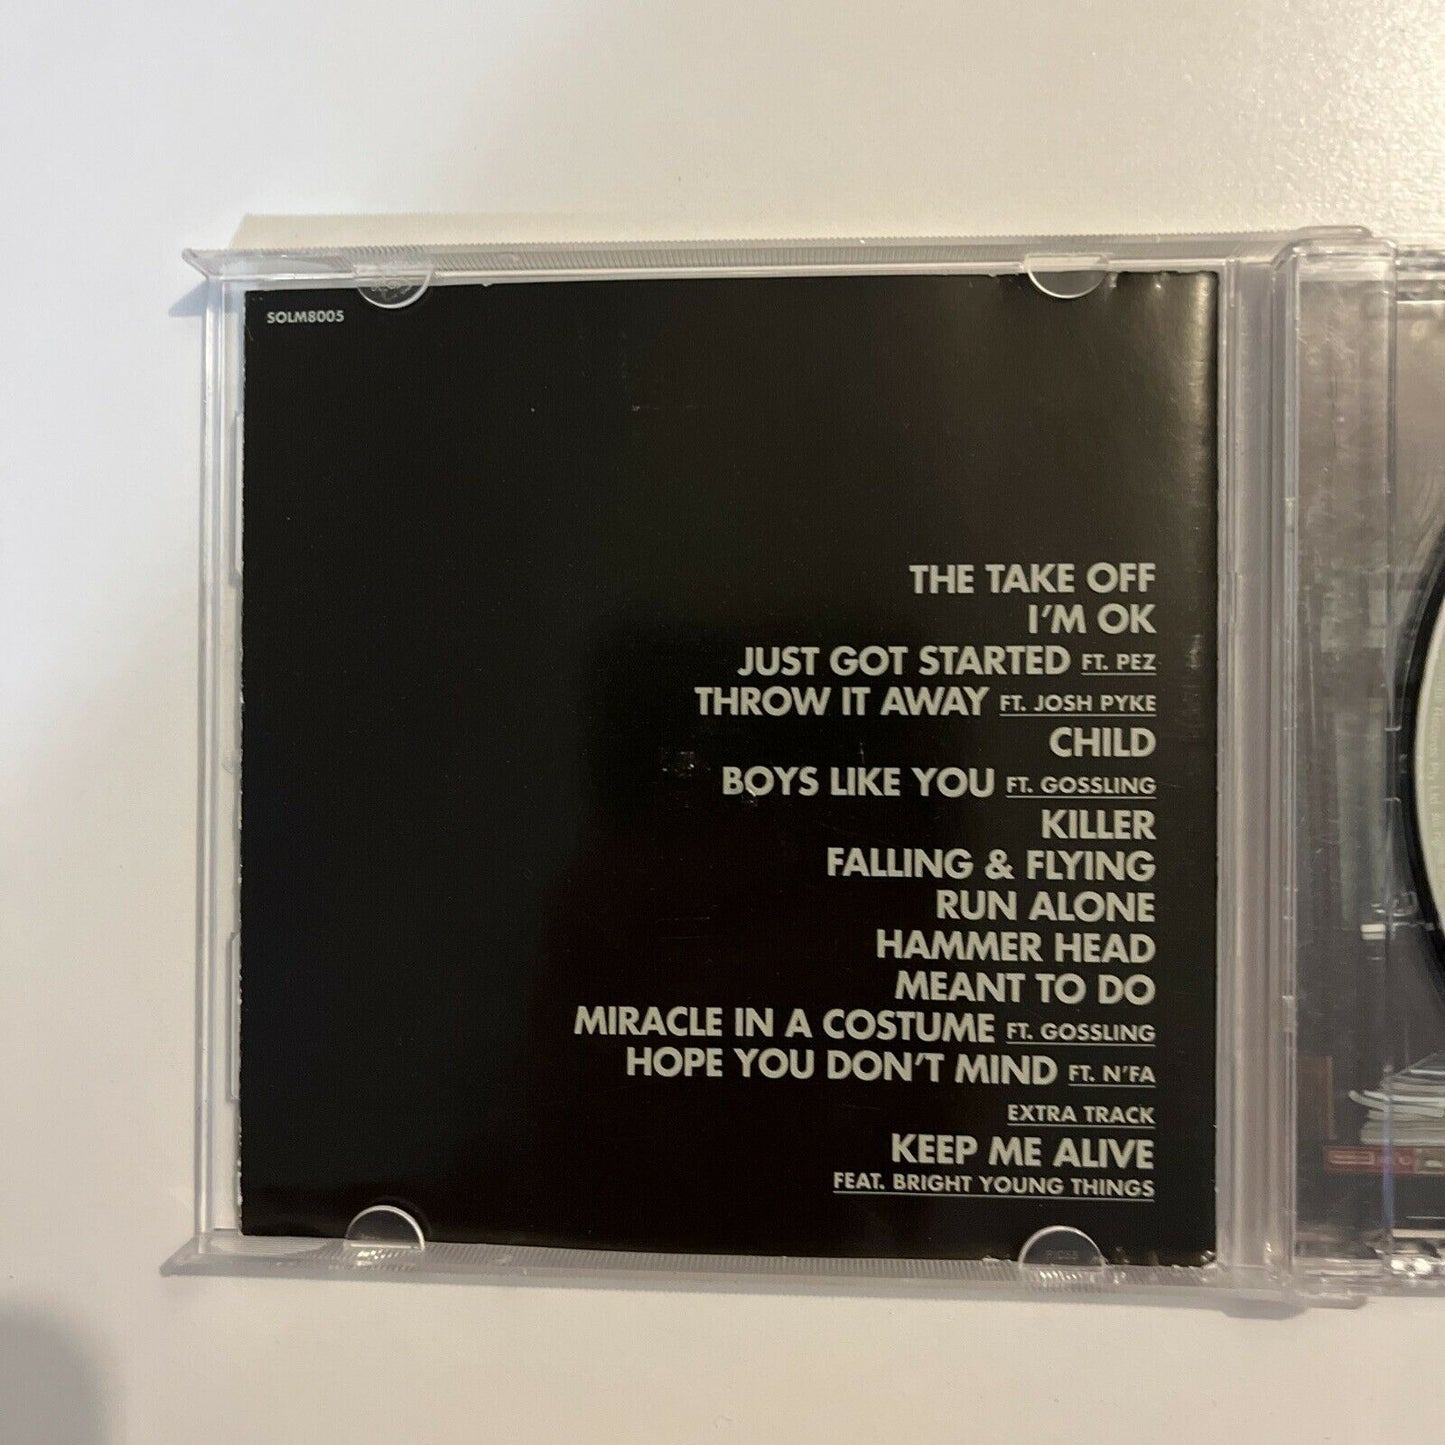 SOLM8005
THE TAKE OFF
I'M OK
JUST GOT STARTED FT. PEZ
THROW IT AWAY FT. JOSH PYKE
CHILD
BOYS LIKE YOU FT. GOSSLING
KILLER
FALLING & FLYING
RUN ALONE
HAMMER HEAD
MEANT TO DO
MIRACLE IN A COSTUME FT. GOSSLING
HOPE YOU DON'T MIND FT. N'FA
EXTRA TRACK
KEEP ME ALIVE
FEAT. BRIGHT YOUNG THINGS